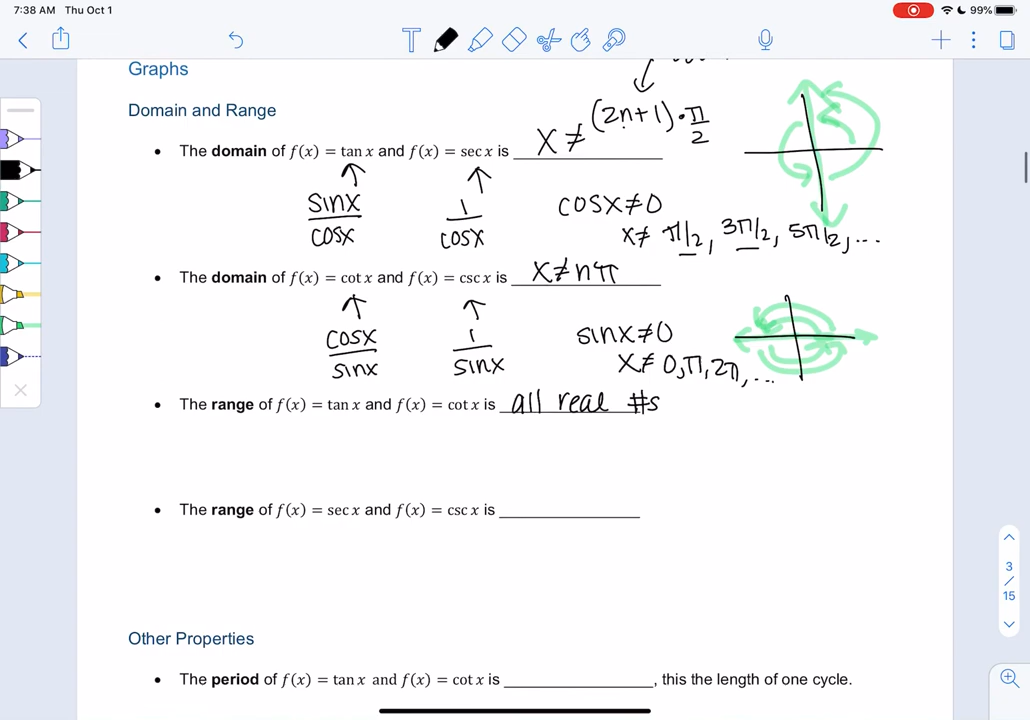 7:38 AM Thu Oct 1
99%
Graphs
Domain and Range
• The domain of f(x) = tan x and f(x) = sec x is x ≠ (2n+1)·π/2
sinx/cosx 1/cosx cosx≠0
x≠ π/2, 3π/2, 5π/2, ...
• The domain of f(x) = cot x and f(x) = csc x is x≠nπ
cosx/sinx 1/sinx sinx≠0
x≠ 0, π, 2π, ...
• The range of f(x) = tan x and f(x) = cot x is all real #s
• The range of f(x) = sec x and f(x) = csc x is
3
/
15
Other Properties
• The period of f(x) = tan x and f(x) = cot x is ______________, this the length of one cycle.